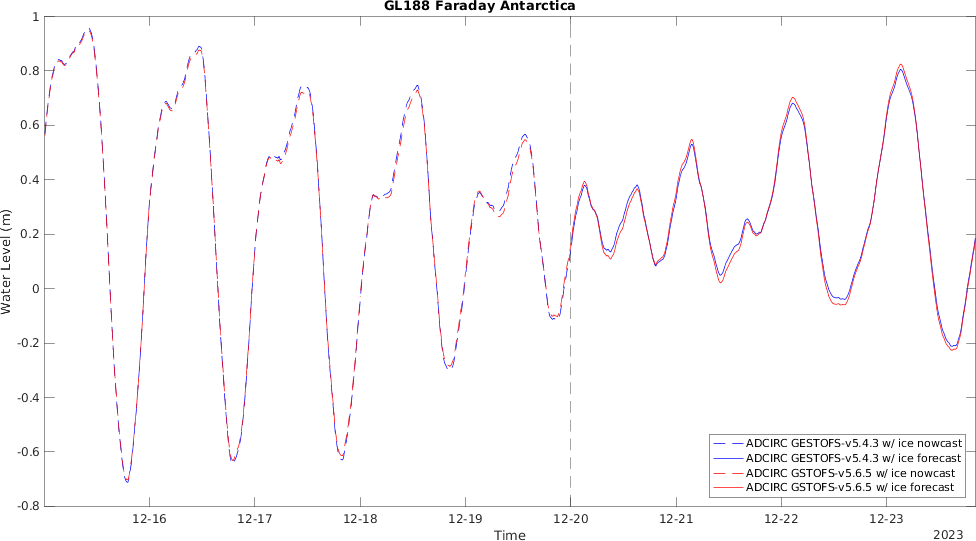 GL188 Faraday Antarctica
Water Level (m)
1
0.8
0.6
0.4
0.2
0
-0.2
-0.4
-0.6
-0.8
12-16
12-17
12-18
12-19
12-20
12-21
12-22
12-23
Time
2023
ADCIRC GESTOFS-v5.4.3 w/ ice nowcast
ADCIRC GESTOFS-v5.4.3 w/ ice forecast
ADCIRC GSTOFS-v5.6.5 w/ ice nowcast
ADCIRC GSTOFS-v5.6.5 w/ ice forecast